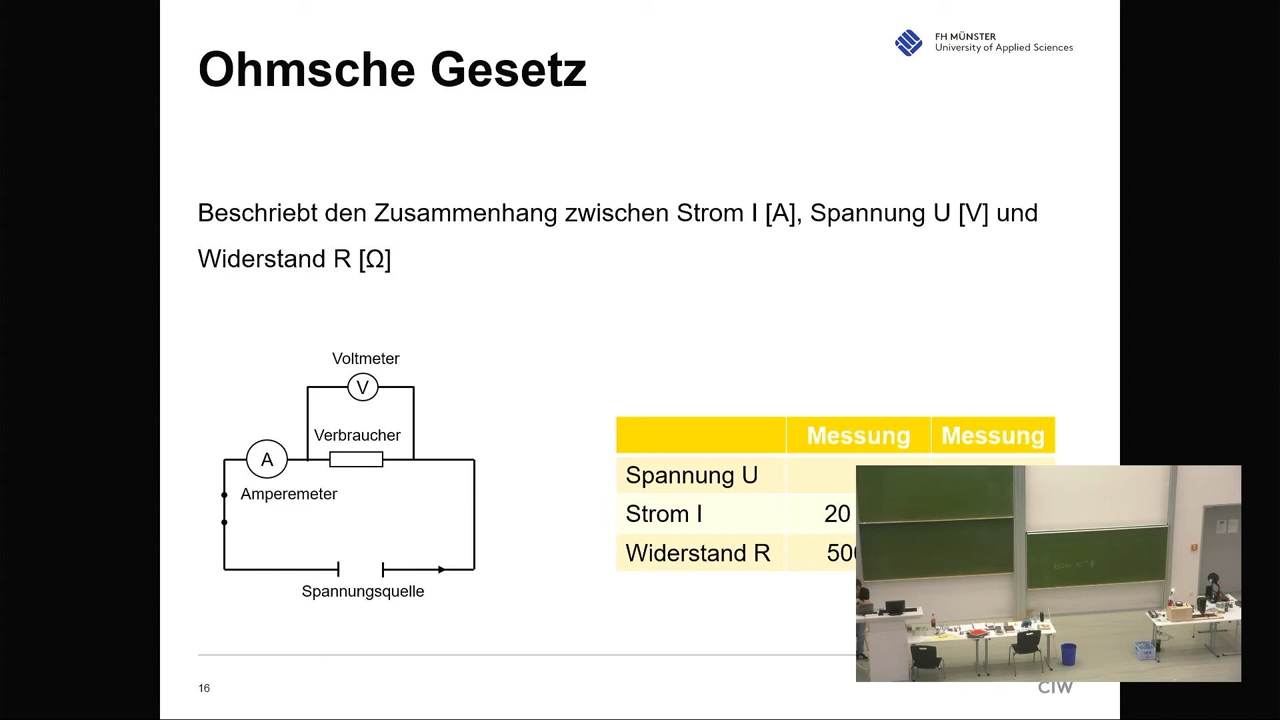 FH MÜNSTER
University of Applied Sciences
Ohmsche Gesetz
Beschriebt den Zusammenhang zwischen Strom I [A], Spannung U [V] und
Widerstand R [Ω]
Voltmeter
V
Verbraucher
A
Amperemeter
Spannungsquelle
Messung Messung
Spannung U
Strom I 20
Widerstand R
16
CIW